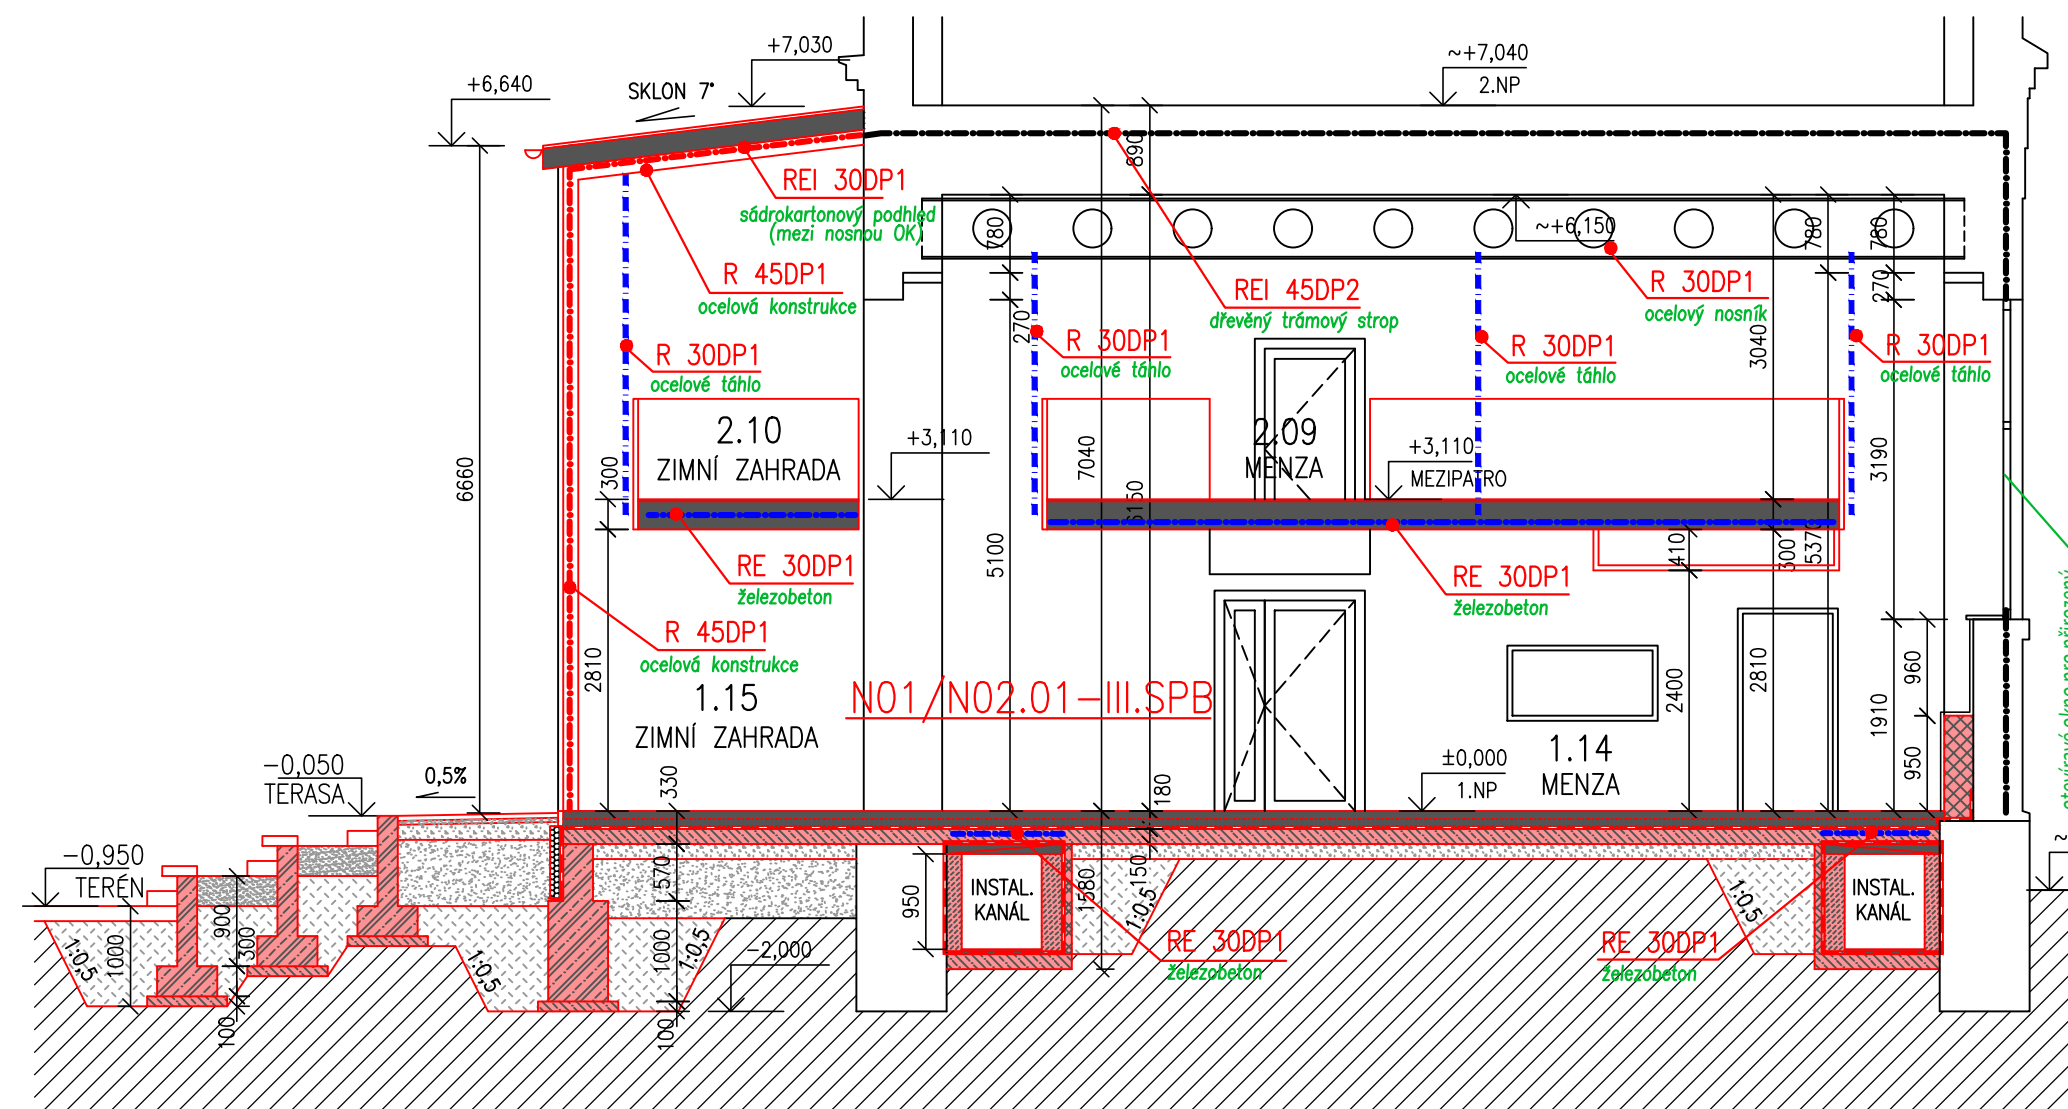 +7,030
~+7,040
2.NP
+6,640
SKLON 7°
890
REI 30DP1
sádrokartonový podhled
(mezi nosnou OK)
780
~+6,150
780
780
R 45DP1
ocelová konstrukce
REI 45DP2
dřevěný trámový strop
R 30DP1
ocelový nosník
270
270
3040
R 30DP1
ocelové táhlo
R 30DP1
ocelové táhlo
R 30DP1
ocelové táhlo
R 30DP1
ocelové táhlo
2.10
ZIMNÍ ZAHRADA
+3,110
2.09
MENZA
+3,110
MEZIPATRO
6660
300
7040
6150
3190
5100
410
300
5370
RE 30DP1
železobeton
RE 30DP1
železobeton
R 45DP1
ocelová konstrukce
2810
1.15
ZIMNÍ ZAHRADA
N01/N02.01-III.SPB
2400
2810
1910
960
950
1.14
MENZA
±0,000
1.NP
-0,050
TERASA
0,5%
330
180
-0,950
TERÉN
~
570
950
INSTAL.
KANÁL
1580
150
1:0,5
1:0,5
INSTAL.
KANÁL
1:0,5
1000
900
300
100
1:0,5
1000
100
1:0,5
-2,000
RE 30DP1
železobeton
RE 30DP1
železobeton